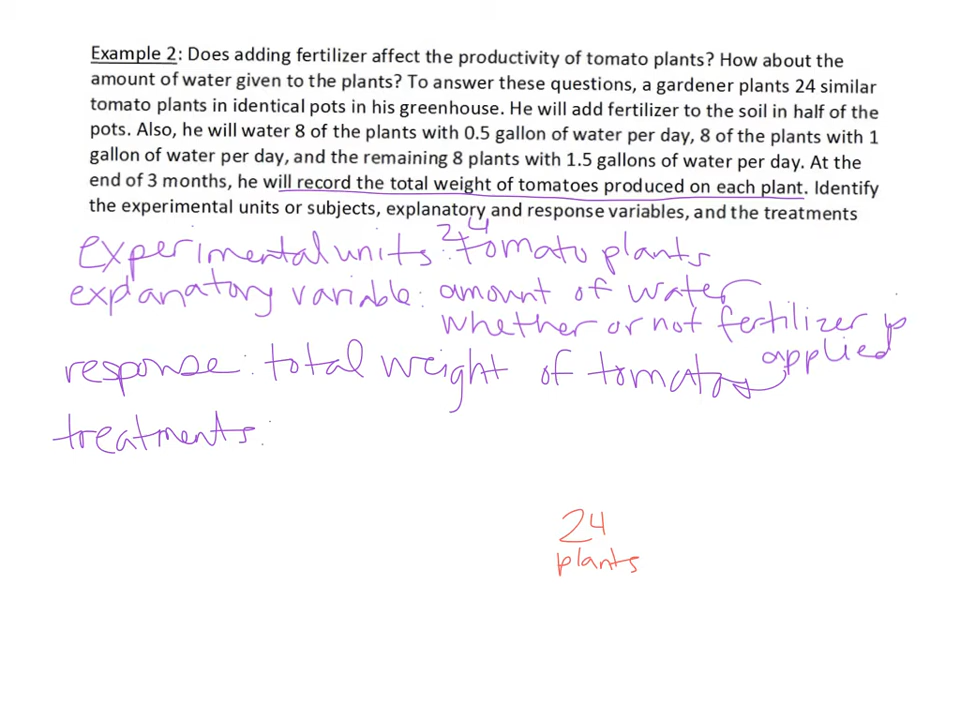 Example 2: Does adding fertilizer affect the productivity of tomato plants? How about the
amount of water given to the plants? To answer these questions, a gardener plants 24 similar
tomato plants in identical pots in his greenhouse. He will add fertilizer to the soil in half of the
pots. Also, he will water 8 of the plants with 0.5 gallon of water per day, 8 of the plants with 1
gallon of water per day, and the remaining 8 plants with 1.5 gallons of water per day. At the
end of 3 months, he will record the total weight of tomatoes produced on each plant. Identify
the experimental units or subjects, explanatory and response variables, and the treatments
experimental units: 24 tomato plants
explanatory variable: amount of water
whether or not fertilizer is
applied
response: total weight of tomatoes
treatments:
24
plants